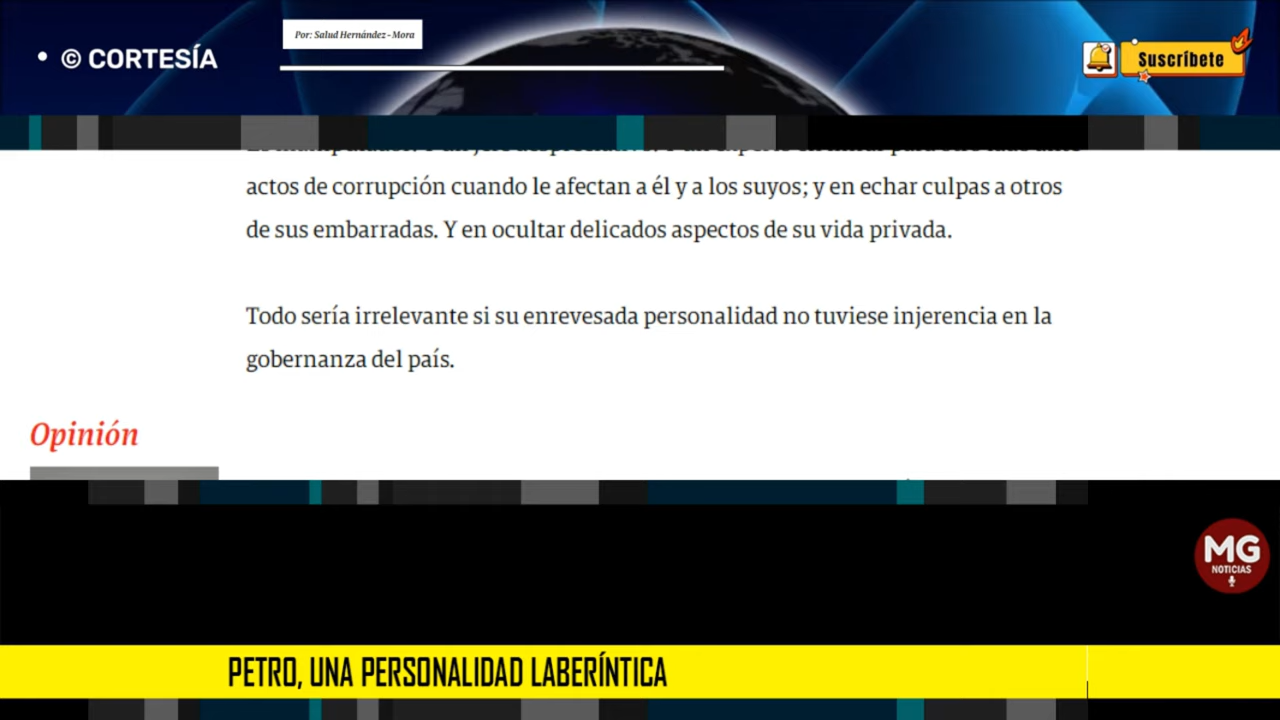 Por: Salud Hernández - Mora
• © CORTESÍA
Suscríbete
actos de corrupción cuando le afectan a él y a los suyos; y en echar culpas a otros
de sus embarradas. Y en ocultar delicados aspectos de su vida privada.
Todo sería irrelevante si su enrevesada personalidad no tuviese injerencia en la
gobernanza del país.
Opinión
MG
NOTICIAS
PETRO, UNA PERSONALIDAD LABERÍNTICA